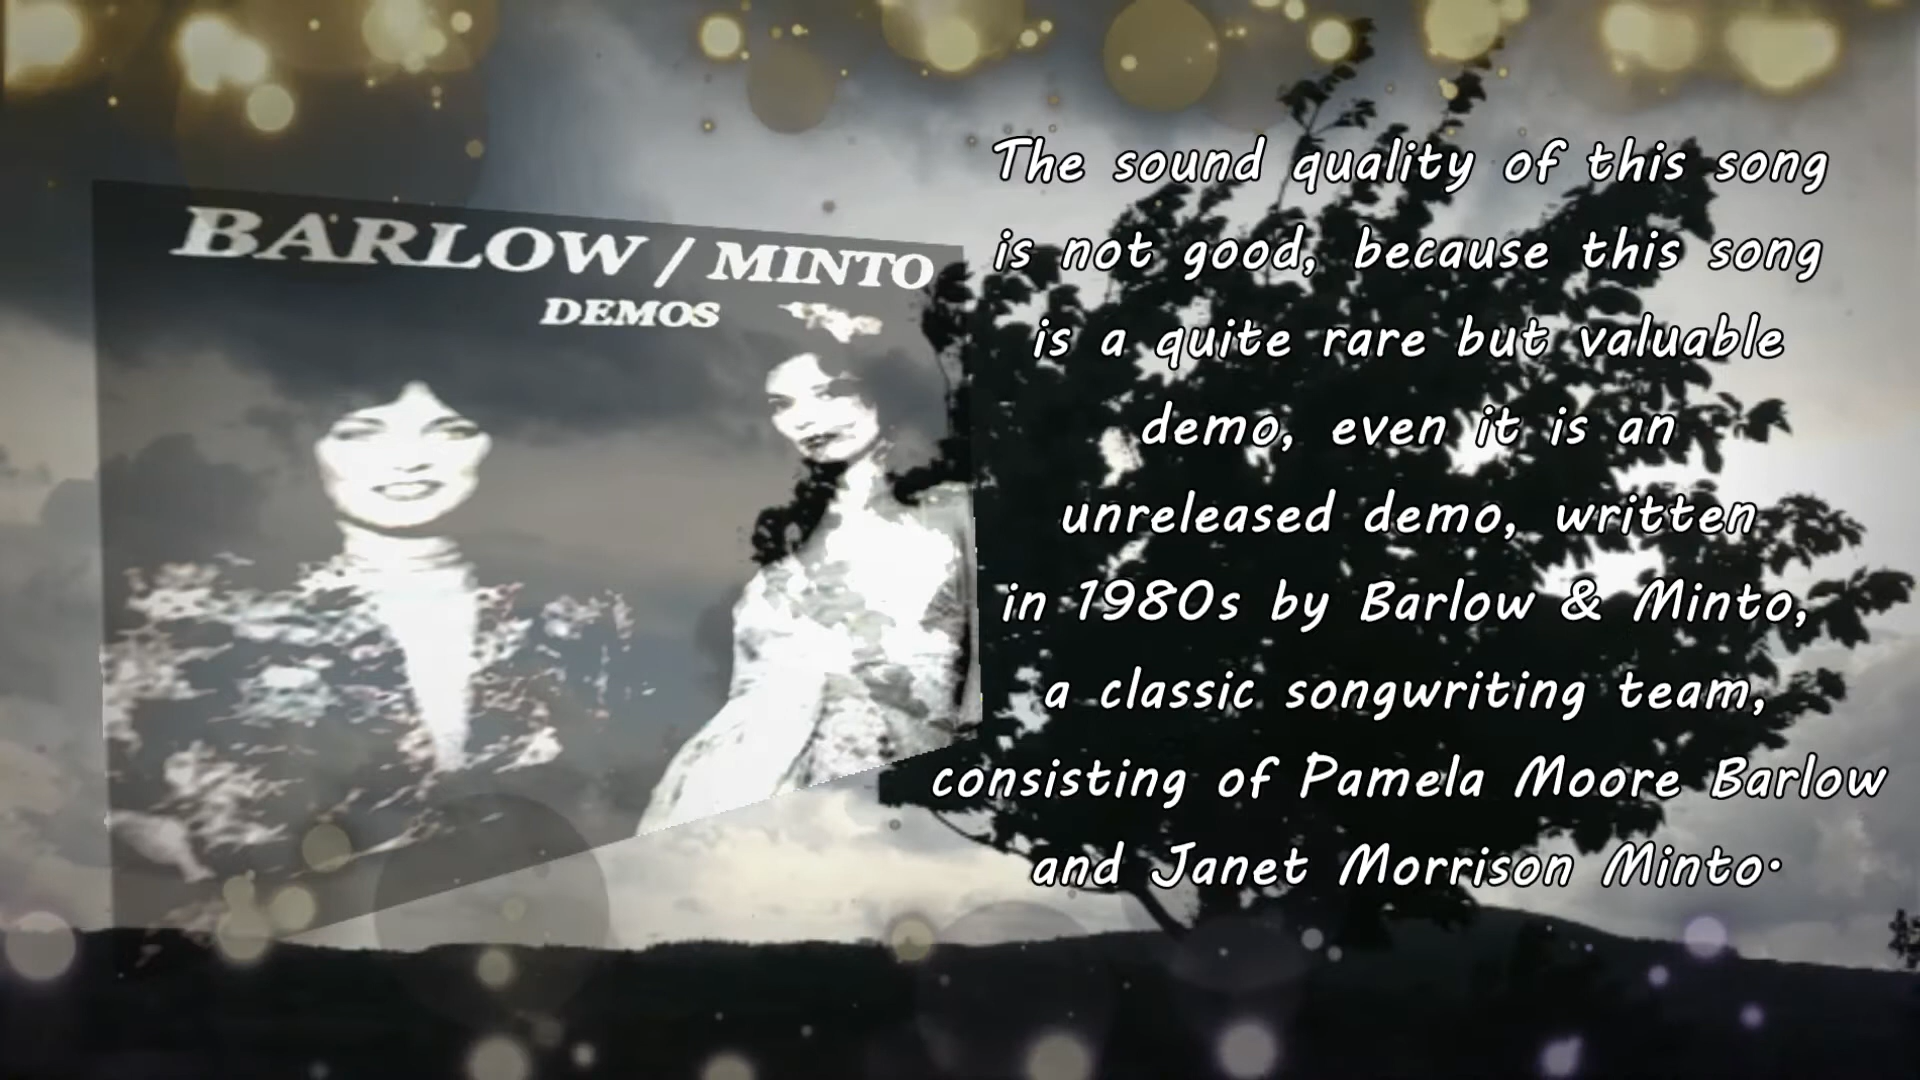 BARLOW / MINTO
DEMOS
The sound quality of this song
is not good, because this song
is a quite rare but valuable
demo, even it is an
unreleased demo, written
in 1980s by Barlow & Minto,
a classic songwriting team,
consisting of Pamela Moore Barlow
and Janet Morrison Minto.